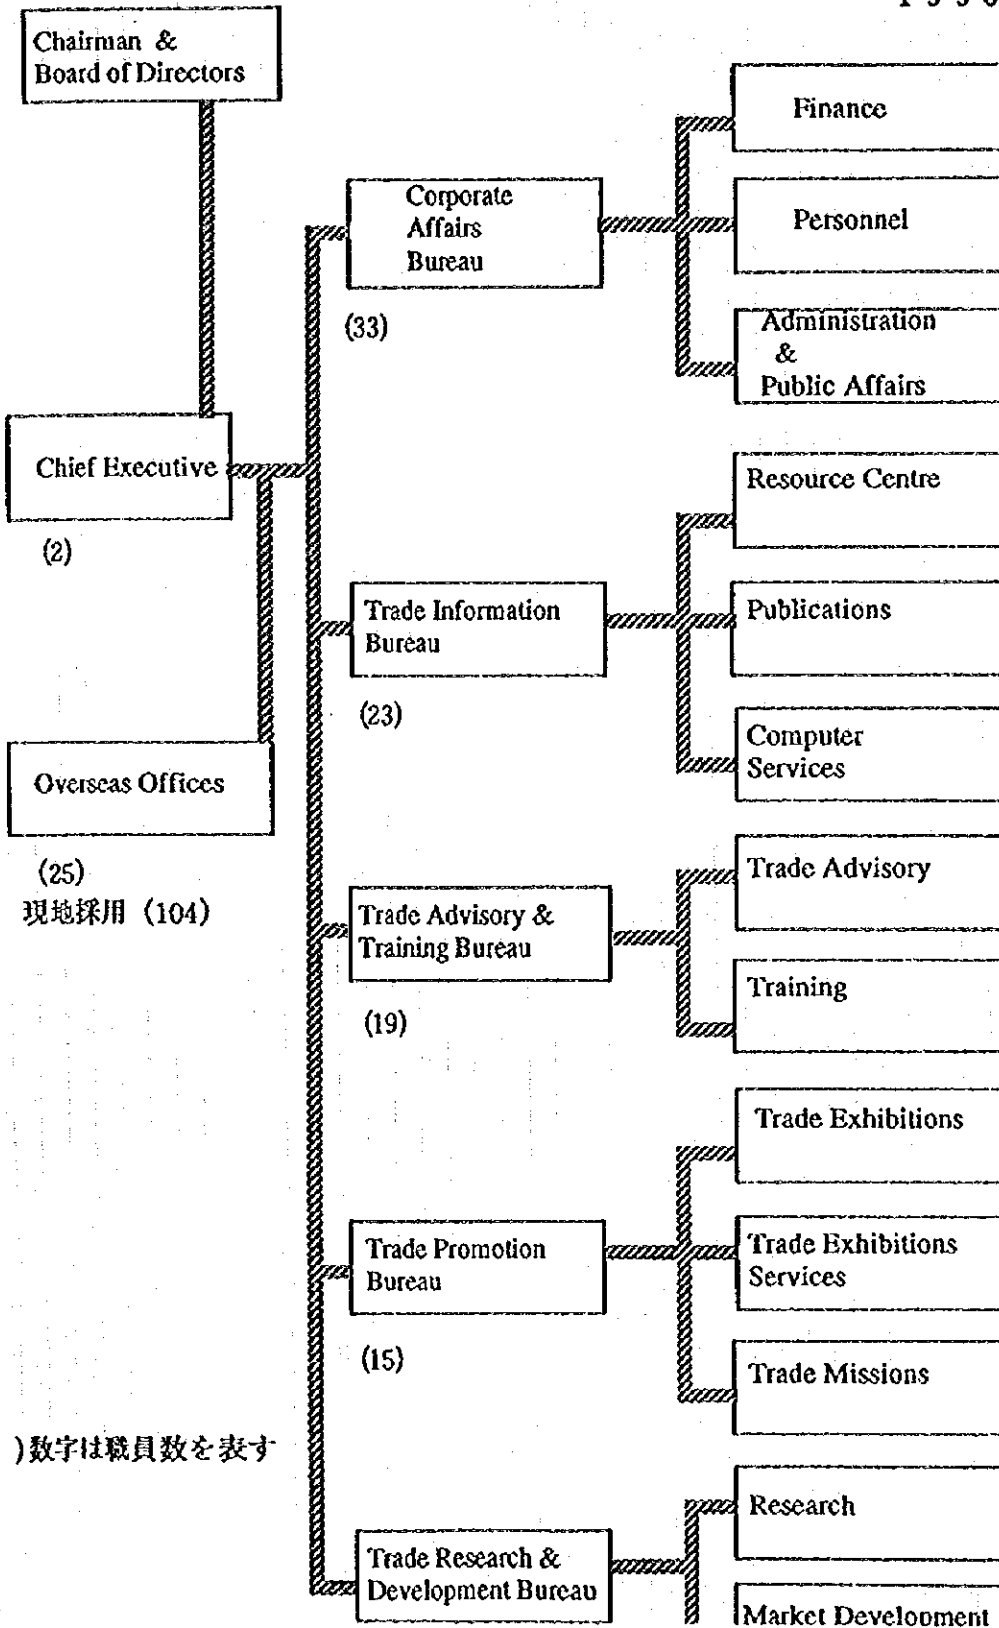 Chairman &
Board of Directors
Finance
Corporate
Affairs
Bureau
Personnel
(33)
Administration
&
Public Affairs
Chief Executive
(2)
Resource Centre
Trade Information
Bureau
Publications
(23)
Computer
Services
Overseas Offices
(25)
現地採用 (104)
Trade Advisory &
Training Bureau
(19)
Trade Advisory
Training
Trade Exhibitions
Trade Promotion
Bureau
(15)
Trade Exhibitions
Services
Trade Missions
)数字は職員数を表す
Trade Research &
Development Bureau
Research
Market Development